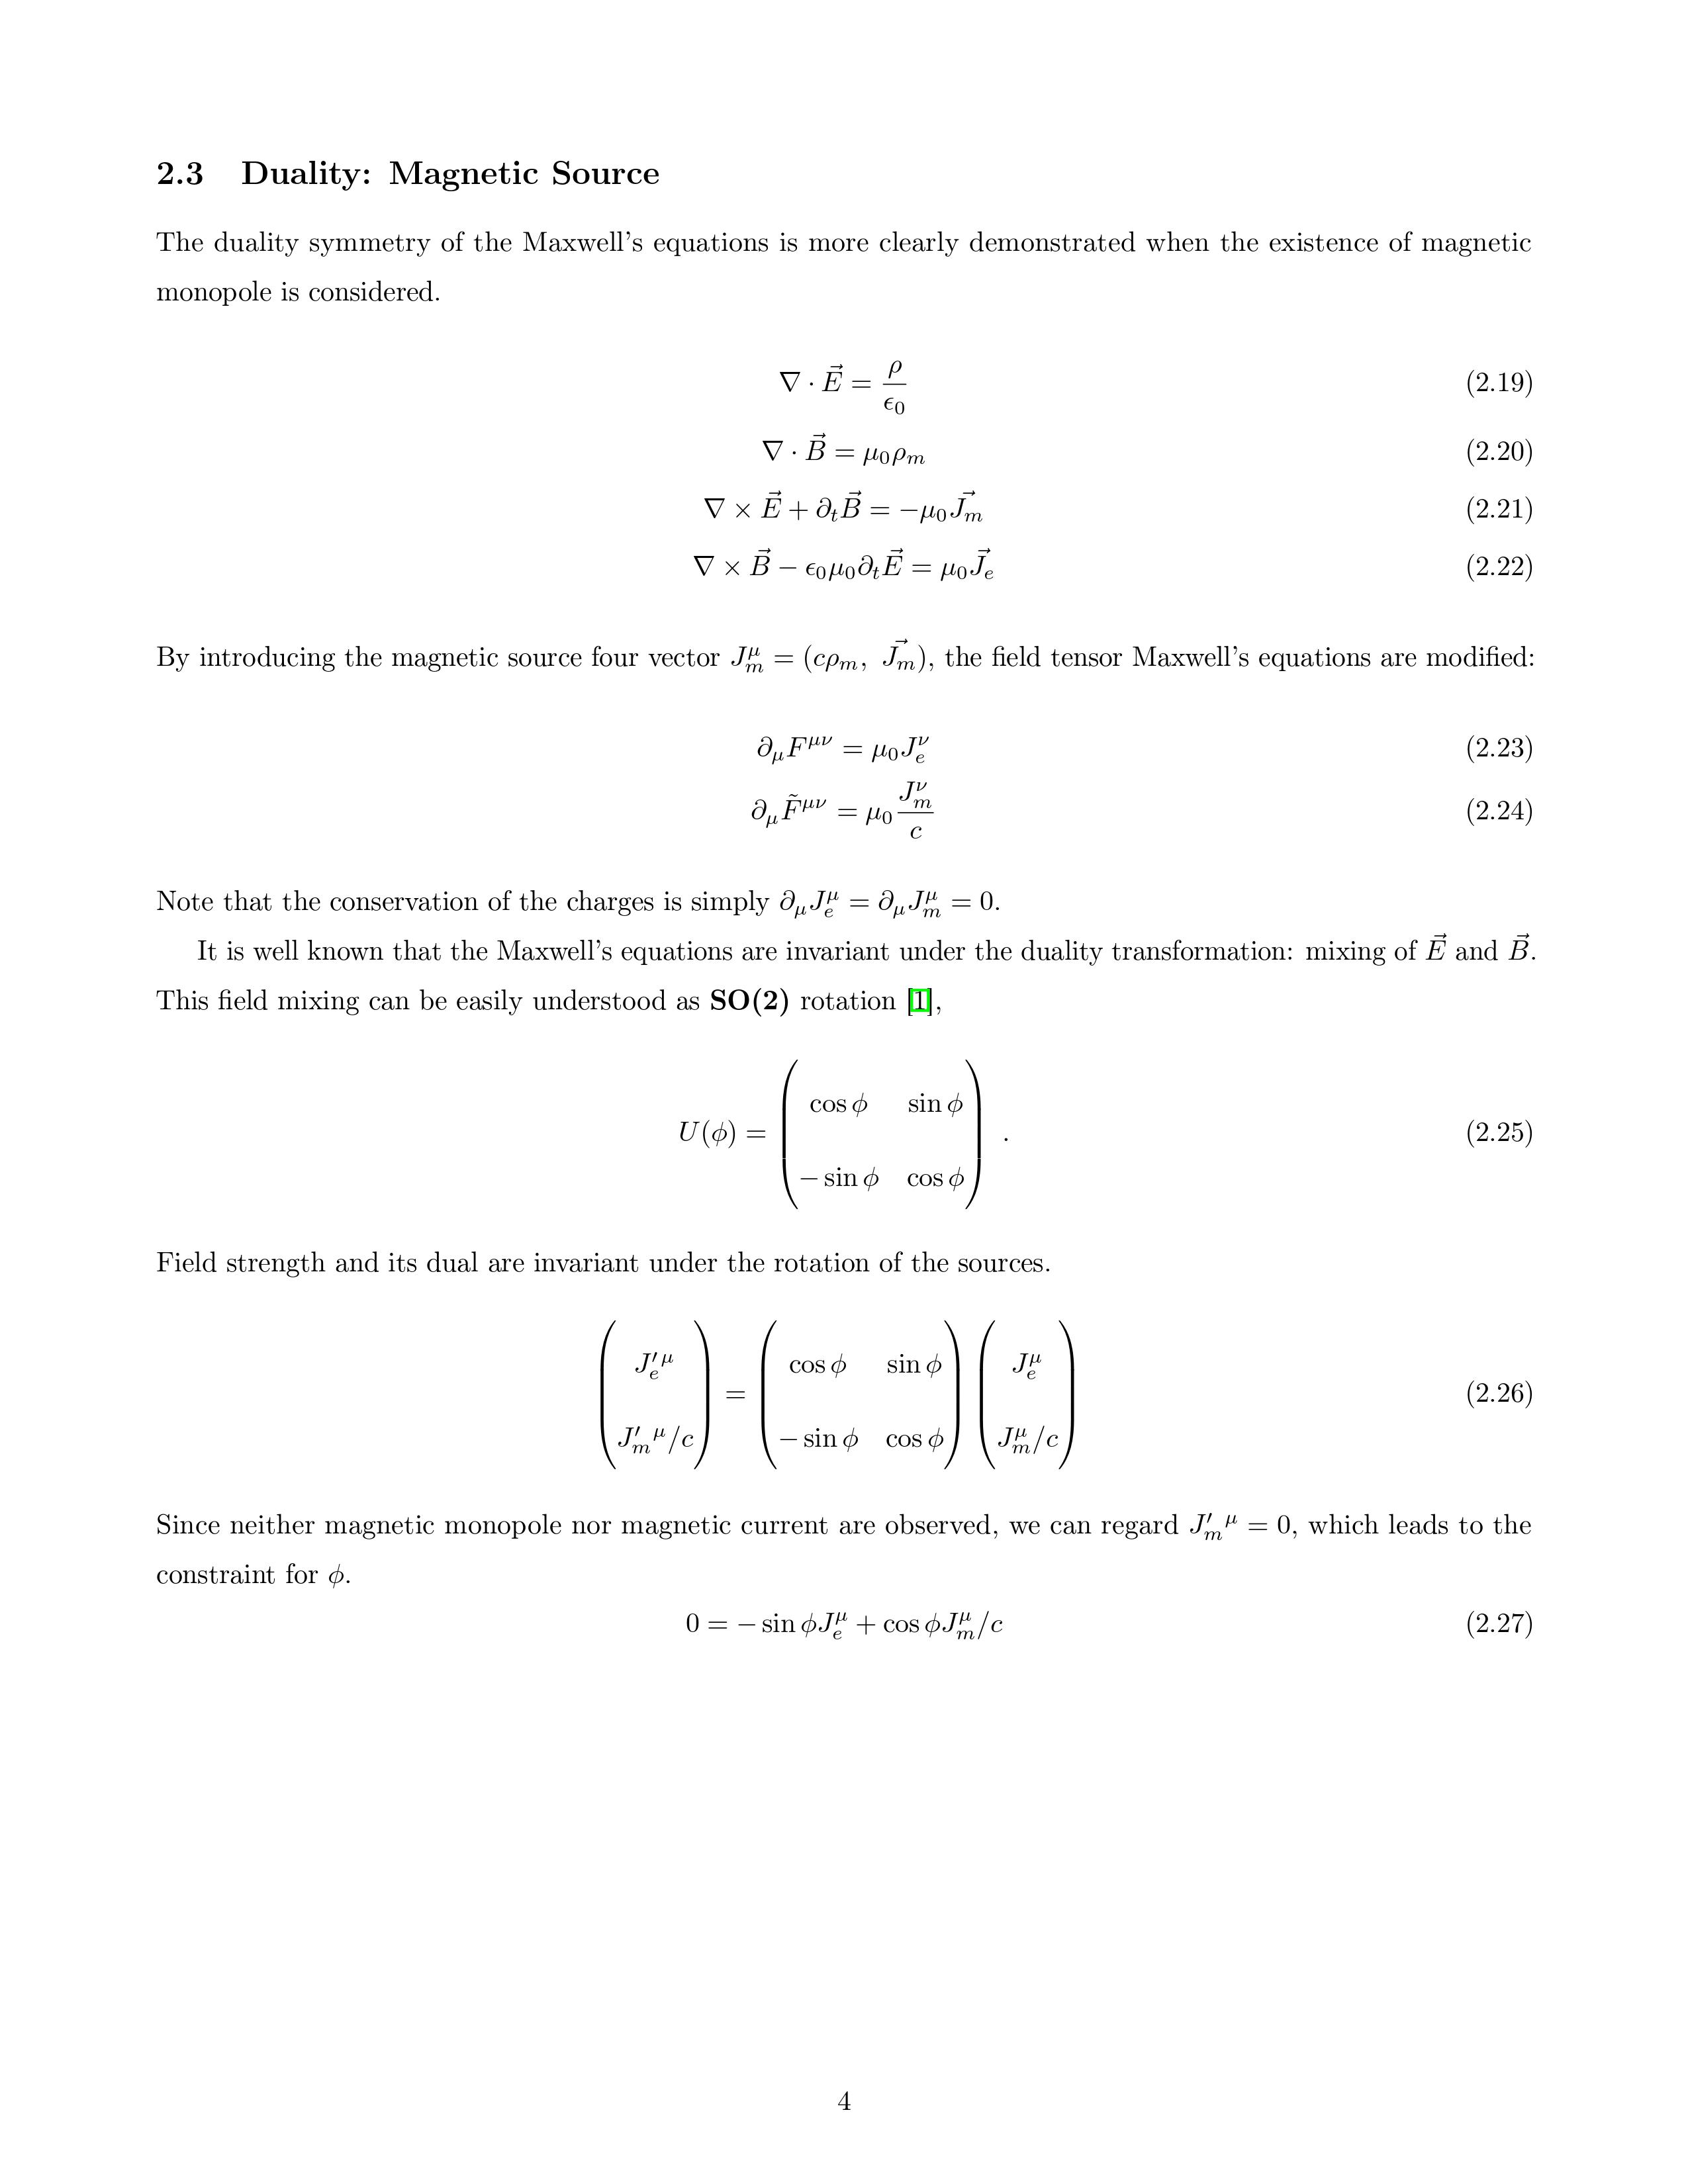 2.3 Duality: Magnetic Source
The duality symmetry of the Maxwell's equations is more clearly demonstrated when the existence of magnetic
monopole is considered.
$\nabla \cdot \vec{E} = \frac{\rho}{\epsilon_0}$ (2.19)
$\nabla \cdot \vec{B} = \mu_0 \rho_m$ (2.20)
$\nabla \times \vec{E} + \partial_t \vec{B} = -\mu_0 \vec{J_m}$ (2.21)
$\nabla \times \vec{B} - \epsilon_0 \mu_0 \partial_t \vec{E} = \mu_0 \vec{J}_e$ (2.22)
By introducing the magnetic source four vector $J_m^\mu = (c\rho_m, \ \vec{J_m})$, the field tensor Maxwell's equations are modified:
$\partial_\mu F^{\mu\nu} = \mu_0 J_e^\nu$ (2.23)
$\partial_\mu \tilde{F}^{\mu\nu} = \mu_0 \frac{J_m^\nu}{c}$ (2.24)
Note that the conservation of the charges is simply $\partial_\mu J_e^\mu = \partial_\mu J_m^\mu = 0$.
It is well known that the Maxwell's equations are invariant under the duality transformation: mixing of $\vec{E}$ and $\vec{B}$.
This field mixing can be easily understood as SO(2) rotation [1],
$U(\phi) = \begin{pmatrix} \cos\phi & \sin\phi \\ -\sin\phi & \cos\phi \end{pmatrix}$ . (2.25)
Field strength and its dual are invariant under the rotation of the sources.
$\begin{pmatrix} J_e'^\mu \\ J_m'^\mu/c \end{pmatrix} = \begin{pmatrix} \cos\phi & \sin\phi \\ -\sin\phi & \cos\phi \end{pmatrix} \begin{pmatrix} J_e^\mu \\ J_m^\mu/c \end{pmatrix}$ (2.26)
Since neither magnetic monopole nor magnetic current are observed, we can regard $J_m'^\mu = 0$, which leads to the
constraint for $\phi$.
$0 = -\sin\phi J_e^\mu + \cos\phi J_m^\mu/c$ (2.27)
4